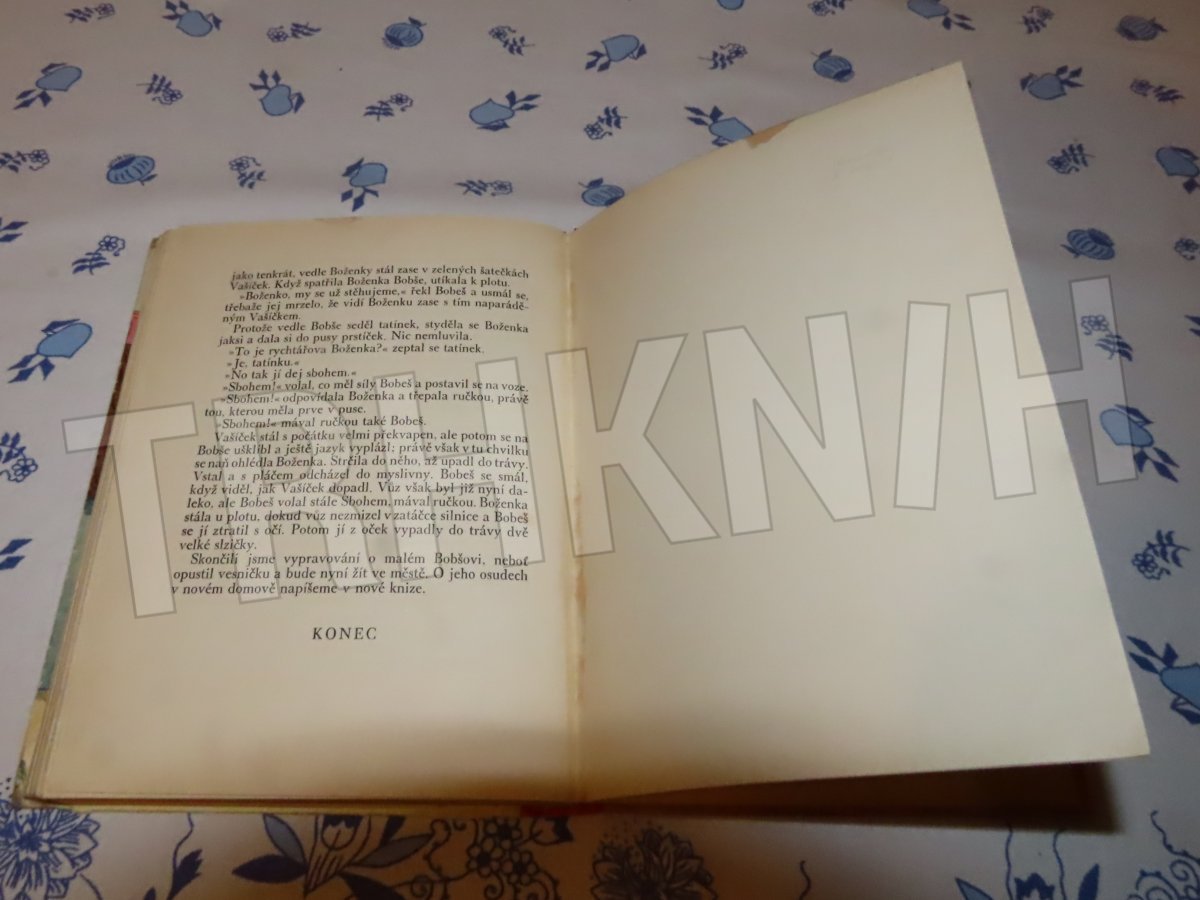 jako tenkrát, vedle Boženky stál zase v zelených šatečkách
Vašíček. Když spatřila Boženka Bobše, utíkala k plotu.
»Boženko, my se už stěhujeme,« řekl Bobeš a usmál se,
třebaže jej mrzelo, že vidí Boženku zase s tím naparádě-
ným Vašíčkem.
Protože vedle Bobše seděl tatínek, styděla se Boženka
jaksi a dala si do pusy prstíček. Nic nemluvila.
»To je rychtářova Boženka?« zeptal se tatínek.
»Je, tatínku.«
»No tak jí dej sbohem.«
»Sbohem!« volal, co měl síly Bobeš a postavil se na voze.
»Sbohem!« odpovídala Boženka a třepala ručkou, právě
tou, kterou měla prve v puse.
»Sbohem!« mával ručkou také Bobeš.
Vašíček stál s počátku velmi překvapen, ale potom se na
Bobše ušklíbl a ještě jazyk vyplázl; právě však v tu chvilku
se naň ohlédla Boženka. Strčila do něho, až upadl do trávy.
Vstal a s pláčem odcházel do myslivny. Bobeš se smál,
když viděl, jak Vašíček dopadl. Vůz však byl již nyní da-
leko, ale Bobeš volal stále Sbohem, mával ručkou. Boženka
stála u plotu, dokud vůz nezmizel v zatáčce silnice a Bobeš
se jí ztratil s očí. Potom jí z oček vypadly do trávy dvě
velké slzičky.
Skončili jsme vypravování o malém Bobšovi, neboť
opustil vesničku a bude nyní žít ve městě. O jeho osudech
v novém domově napíšeme v nové knize.
KONEC
TRHKNIH